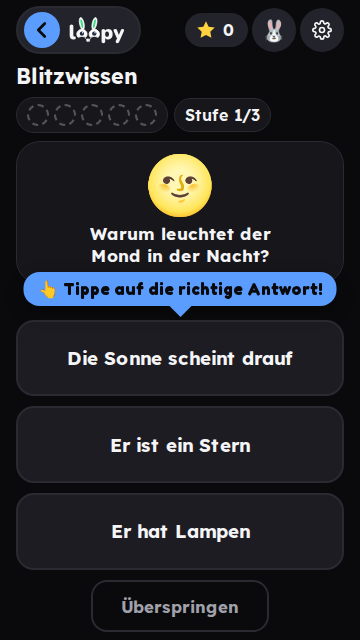 loopy
0
Blitzwissen
Stufe 1/3
Warum leuchtet der
Mond in der Nacht?
Tippe auf die richtige Antwort!
Die Sonne scheint drauf
Er ist ein Stern
Er hat Lampen
Überspringen